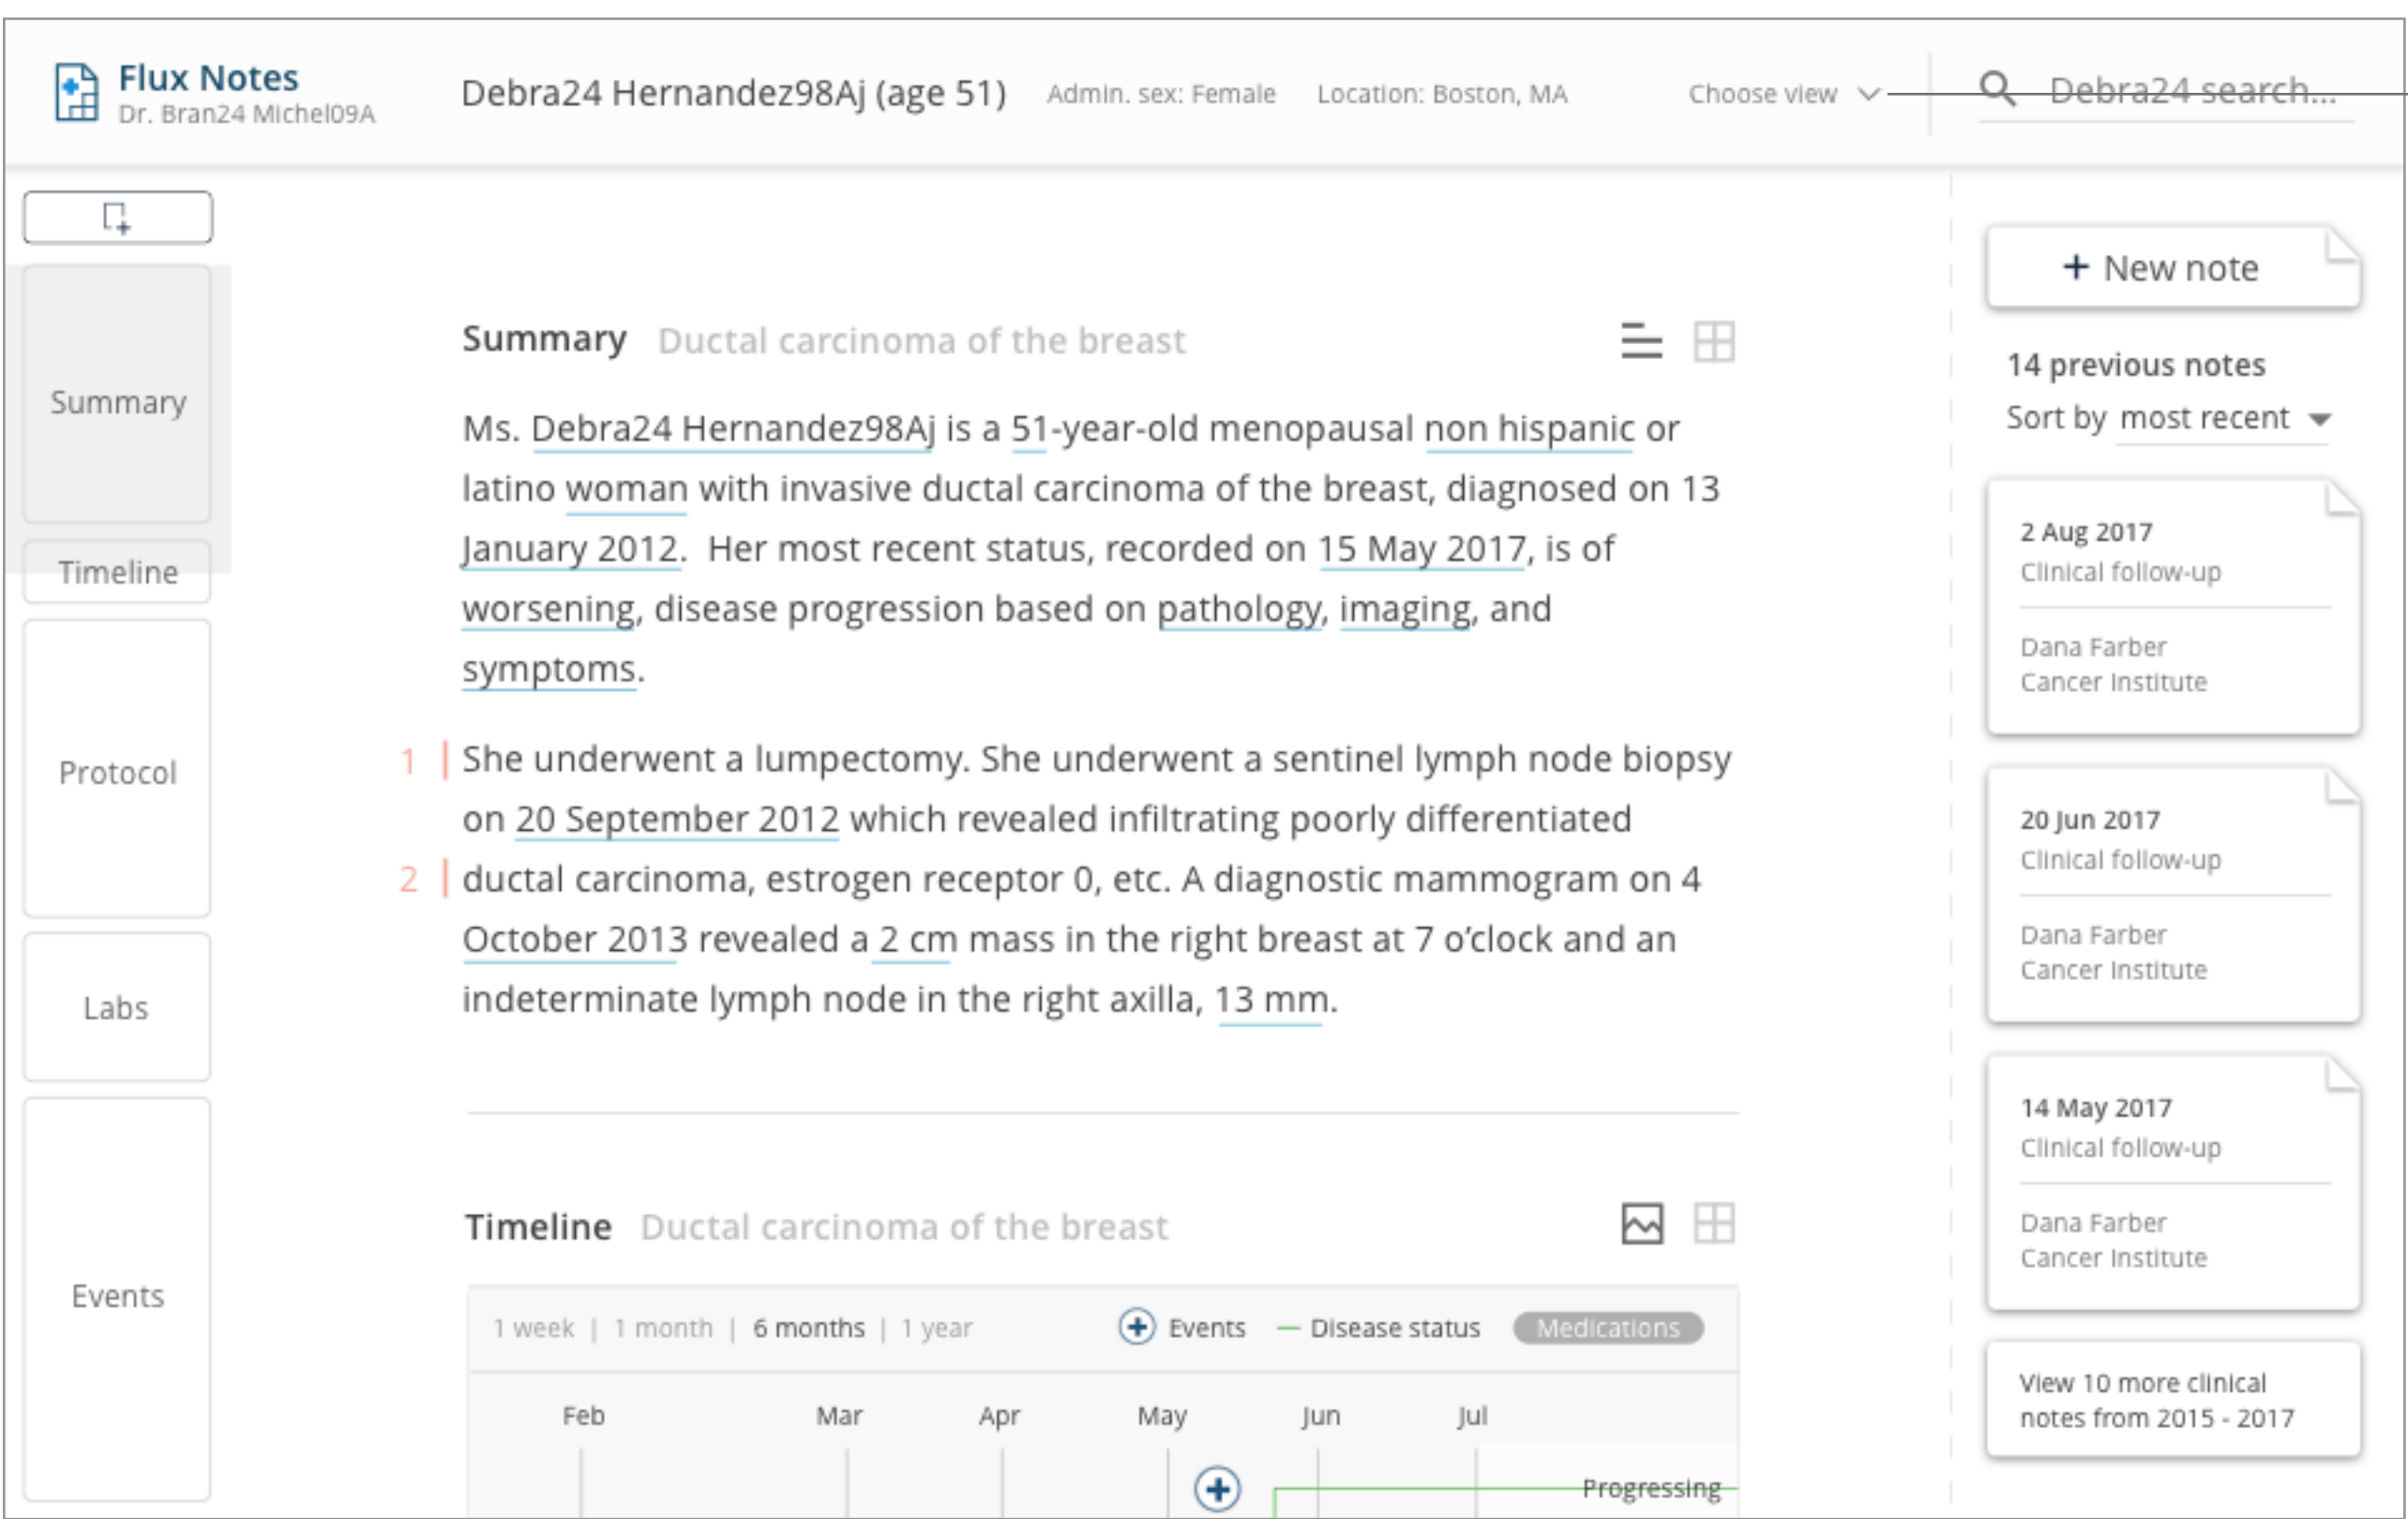 Flux Notes
Dr. Bran24 Michel09A
Debra24 Hernandez98Aj (age 51)
Admin. sex: Female
Location: Boston, MA
Choose view
Debra24 search...
Summary
Timeline
Protocol
Labs
Events
Summary Ductal carcinoma of the breast
Ms. Debra24 Hernandez98Aj is a 51-year-old menopausal non hispanic or
latino woman with invasive ductal carcinoma of the breast, diagnosed on 13
January 2012. Her most recent status, recorded on 15 May 2017, is of
worsening, disease progression based on pathology, imaging, and
symptoms.
1 She underwent a lumpectomy. She underwent a sentinel lymph node biopsy
on 20 September 2012 which revealed infiltrating poorly differentiated
2 ductal carcinoma, estrogen receptor 0, etc. A diagnostic mammogram on 4
October 2013 revealed a 2 cm mass in the right breast at 7 o’clock and an
indeterminate lymph node in the right axilla, 13 mm.
Timeline Ductal carcinoma of the breast
1 week | 1 month | 6 months | 1 year
Events
Disease status
Medications
Feb Mar Apr May Jun Jul
Progressing
+ New note
14 previous notes
Sort by most recent
2 Aug 2017
Clinical follow-up
Dana Farber
Cancer Institute
20 Jun 2017
Clinical follow-up
Dana Farber
Cancer Institute
14 May 2017
Clinical follow-up
Dana Farber
Cancer Institute
View 10 more clinical
notes from 2015 - 2017